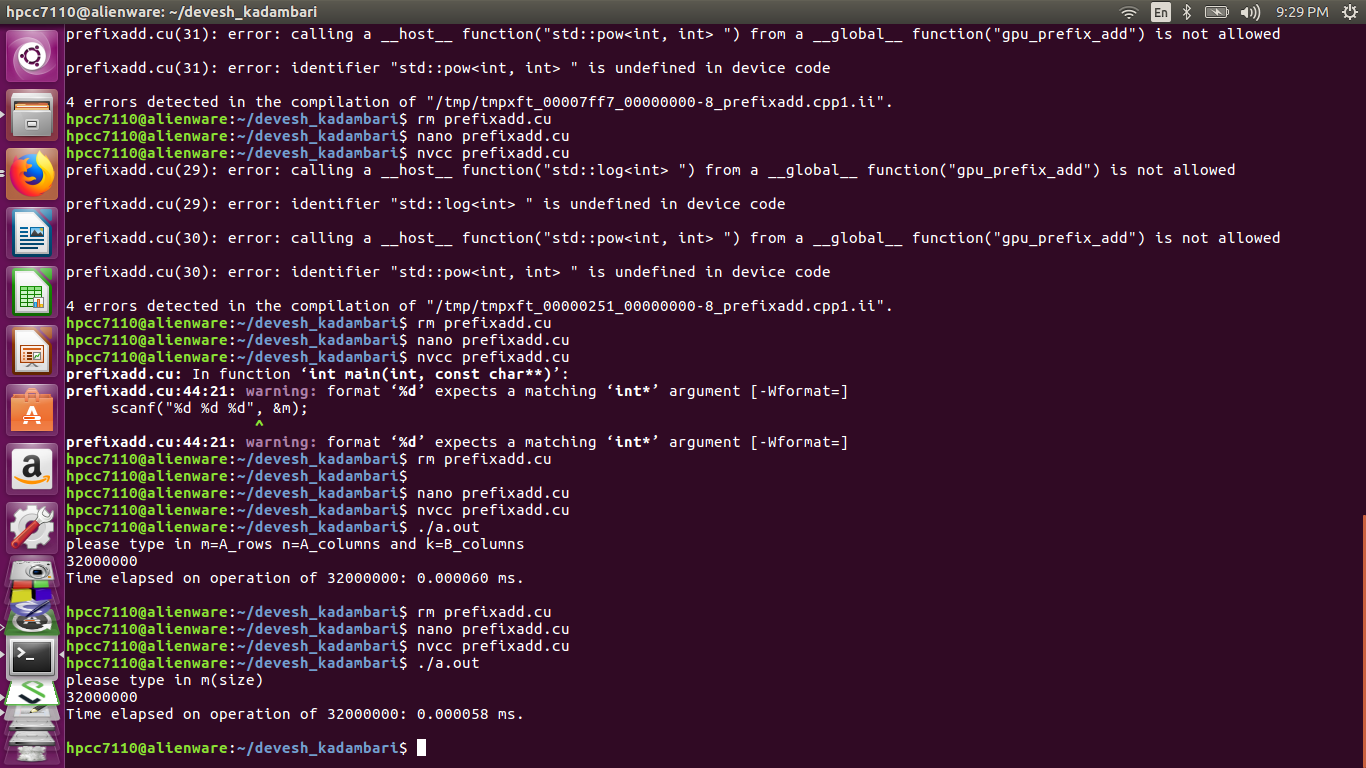 hpcc7110@alienware: ~/devesh_kadambari
En
9:29 PM
prefixadd.cu(31): error: calling a __host__ function("std::pow<int, int> ") from a __global__ function("gpu_prefix_add") is not allowed
prefixadd.cu(31): error: identifier "std::pow<int, int> " is undefined in device code
4 errors detected in the compilation of "/tmp/tmpxft_00007ff7_00000000-8_prefixadd.cpp1.ii".
hpcc7110@alienware:~/devesh_kadambari$ rm prefixadd.cu
hpcc7110@alienware:~/devesh_kadambari$ nano prefixadd.cu
hpcc7110@alienware:~/devesh_kadambari$ nvcc prefixadd.cu
prefixadd.cu(29): error: calling a __host__ function("std::log<int> ") from a __global__ function("gpu_prefix_add") is not allowed
prefixadd.cu(29): error: identifier "std::log<int> " is undefined in device code
prefixadd.cu(30): error: calling a __host__ function("std::pow<int, int> ") from a __global__ function("gpu_prefix_add") is not allowed
prefixadd.cu(30): error: identifier "std::pow<int, int> " is undefined in device code
4 errors detected in the compilation of "/tmp/tmpxft_00000251_00000000-8_prefixadd.cpp1.ii".
hpcc7110@alienware:~/devesh_kadambari$ rm prefixadd.cu
hpcc7110@alienware:~/devesh_kadambari$ nano prefixadd.cu
hpcc7110@alienware:~/devesh_kadambari$ nvcc prefixadd.cu
prefixadd.cu: In function ‘int main(int, const char**)’:
prefixadd.cu:44:21: warning: format ‘%d’ expects a matching ‘int*’ argument [-Wformat=]
     scanf("%d %d %d", &m);
                     ^
prefixadd.cu:44:21: warning: format ‘%d’ expects a matching ‘int*’ argument [-Wformat=]
hpcc7110@alienware:~/devesh_kadambari$ rm prefixadd.cu
hpcc7110@alienware:~/devesh_kadambari$
hpcc7110@alienware:~/devesh_kadambari$ nano prefixadd.cu
hpcc7110@alienware:~/devesh_kadambari$ nvcc prefixadd.cu
hpcc7110@alienware:~/devesh_kadambari$ ./a.out
please type in m=A_rows n=A_columns and k=B_columns
32000000
Time elapsed on operation of 32000000: 0.000060 ms.
hpcc7110@alienware:~/devesh_kadambari$ rm prefixadd.cu
hpcc7110@alienware:~/devesh_kadambari$ nano prefixadd.cu
hpcc7110@alienware:~/devesh_kadambari$ nvcc prefixadd.cu
hpcc7110@alienware:~/devesh_kadambari$ ./a.out
please type in m(size)
32000000
Time elapsed on operation of 32000000: 0.000058 ms.
hpcc7110@alienware:~/devesh_kadambari$